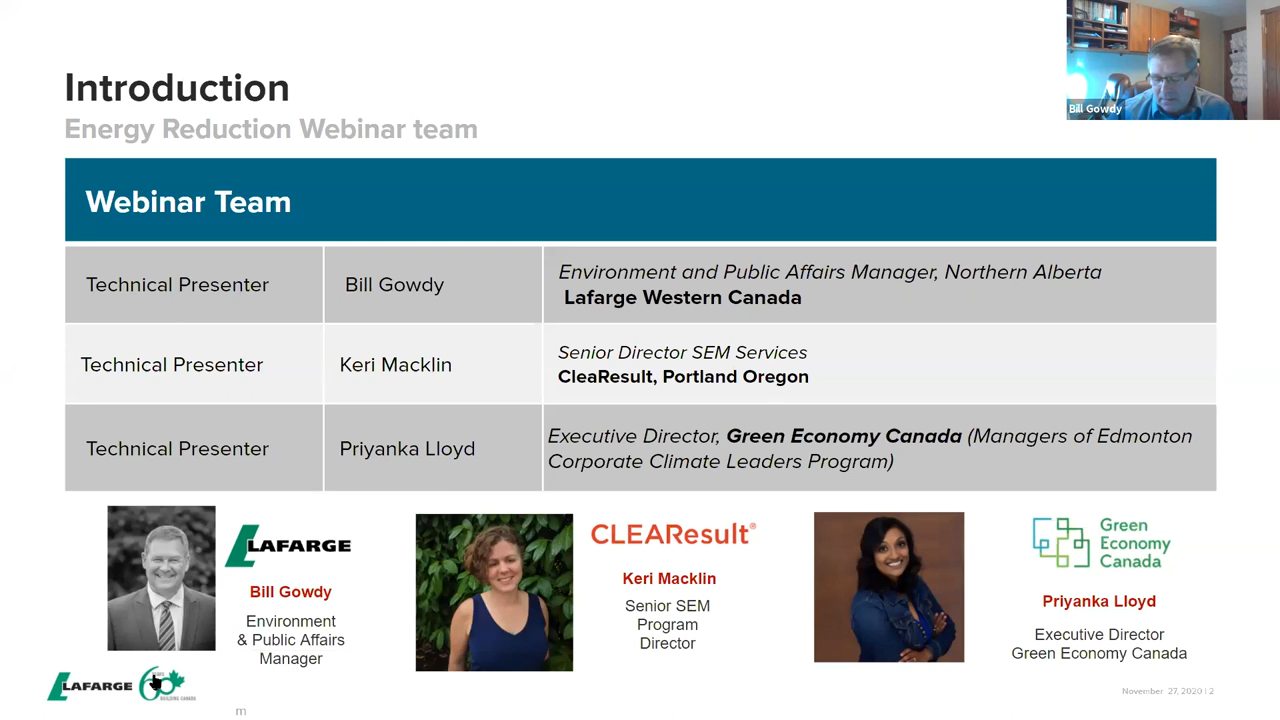 Introduction
Energy Reduction Webinar team
Bill Gowdy
Webinar Team
Technical Presenter
Bill Gowdy
Environment and Public Affairs Manager, Northern Alberta
Lafarge Western Canada
Technical Presenter
Keri Macklin
Senior Director SEM Services
CleaResult, Portland Oregon
Technical Presenter
Priyanka Lloyd
Executive Director, Green Economy Canada (Managers of Edmonton
Corporate Climate Leaders Program)
LAFARGE
Bill Gowdy
Environment
& Public Affairs
Manager
CLEAResult®
Keri Macklin
Senior SEM
Program
Director
Green
Economy
Canada
Priyanka Lloyd
Executive Director
Green Economy Canada
LAFARGE
60
BUILDING CANADA
November 27, 2020 | 2
m